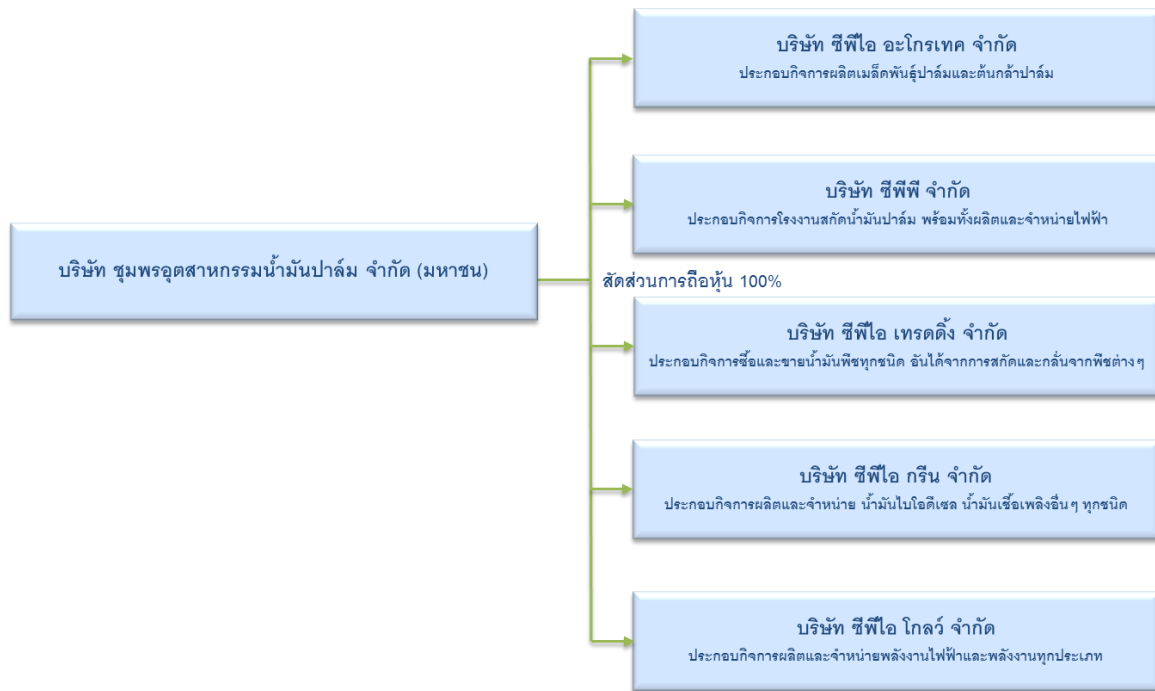 บริษัท ชุมพรอุตสาหกรรมน้ำมันปาล์ม จำกัด (มหาชน)
สัดส่วนการถือหุ้น 100%
บริษัท ซีพีไอ อะโกรเทค จำกัด
ประกอบกิจการผลิตเมล็ดพันธุ์ปาล์มและต้นกล้าปาล์ม
บริษัท ซีพีพี จำกัด
ประกอบกิจการโรงงานสกัดน้ำมันปาล์ม พร้อมทั้งผลิตและจำหน่ายไฟฟ้า
บริษัท ซีพีไอ เทรดดิ้ง จำกัด
ประกอบกิจการซื้อและขายน้ำมันพืชทุกชนิด อันได้จากการสกัดและกลั่นจากพืชต่างๆ
บริษัท ซีพีไอ กรีน จำกัด
ประกอบกิจการผลิตและจำหน่าย น้ำมันไบโอดีเซล น้ำมันเชื้อเพลิงอื่นๆ ทุกชนิด
บริษัท ซีพีไอ โกลว์ จำกัด
ประกอบกิจการผลิตและจำหน่ายพลังงานไฟฟ้าและพลังงานทุกประเภท